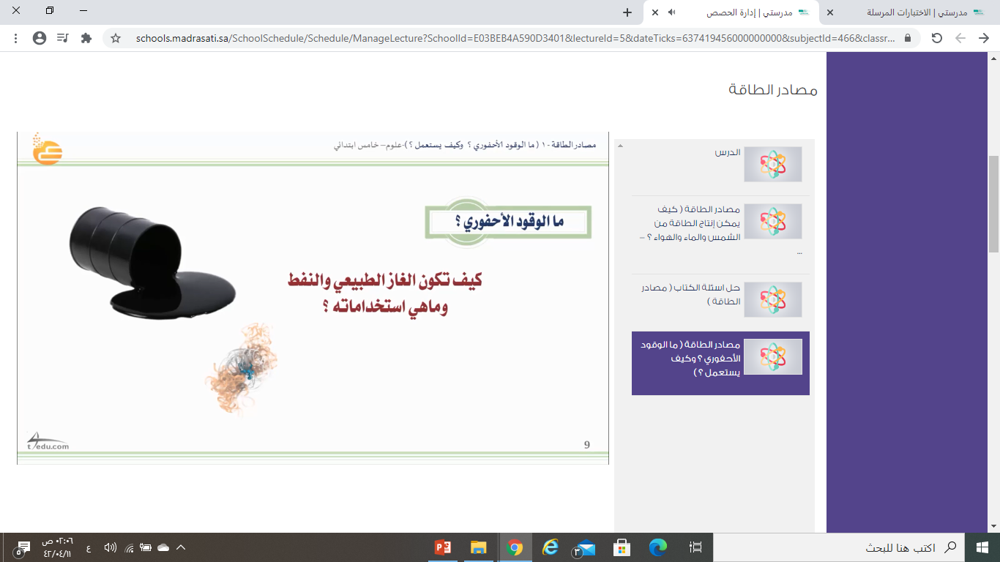 مدرستي | الاختبارات المرسلة
مدرستي | إدارة الحصص
schools.madrasati.sa/SchoolSchedule/Schedule/ManageLecture?SchoolId=E03BEB4A590D3401&lectureId=5&dateTicks=637419456000000000&subjectId=466&classr...
مصادر الطاقة
الدرس
مصادر الطاقة ( كيف
يمكن إنتاج الطاقة من
الشمس والماء والهواء ؟ –
...
حل اسئلة الكتاب ( مصادر
الطاقة )
مصادر الطاقة ( ما الوقود
الأحفوري ؟ وكيف
يستعمل ؟ )
مصادر الطاقة - ١ ( ما الوقود الأحفوري ؟ وكيف يستعمل ؟ )-علوم– خامس ابتدائي
ما الوقود الأحفوري ؟
كيف تكون الغاز الطبيعي والنفط
وماهي استخداماته ؟
t4edu.com
9
اكتب هنا للبحث
٣
ع
٠٢:٠٦ ص
٤٢/٠٤/١١
٥